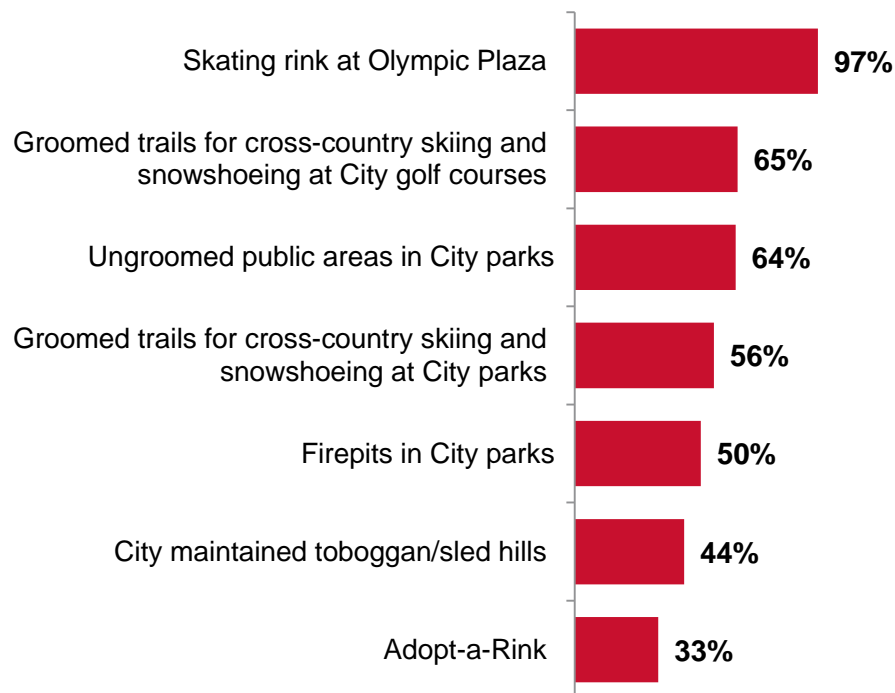 Skating rink at Olympic Plaza
97%
Groomed trails for cross-country skiing and
snowshoeing at City golf courses
65%
Ungroomed public areas in City parks
64%
Groomed trails for cross-country skiing and
snowshoeing at City parks
56%
Firepits in City parks
50%
City maintained toboggan/sled hills
44%
Adopt-a-Rink
33%